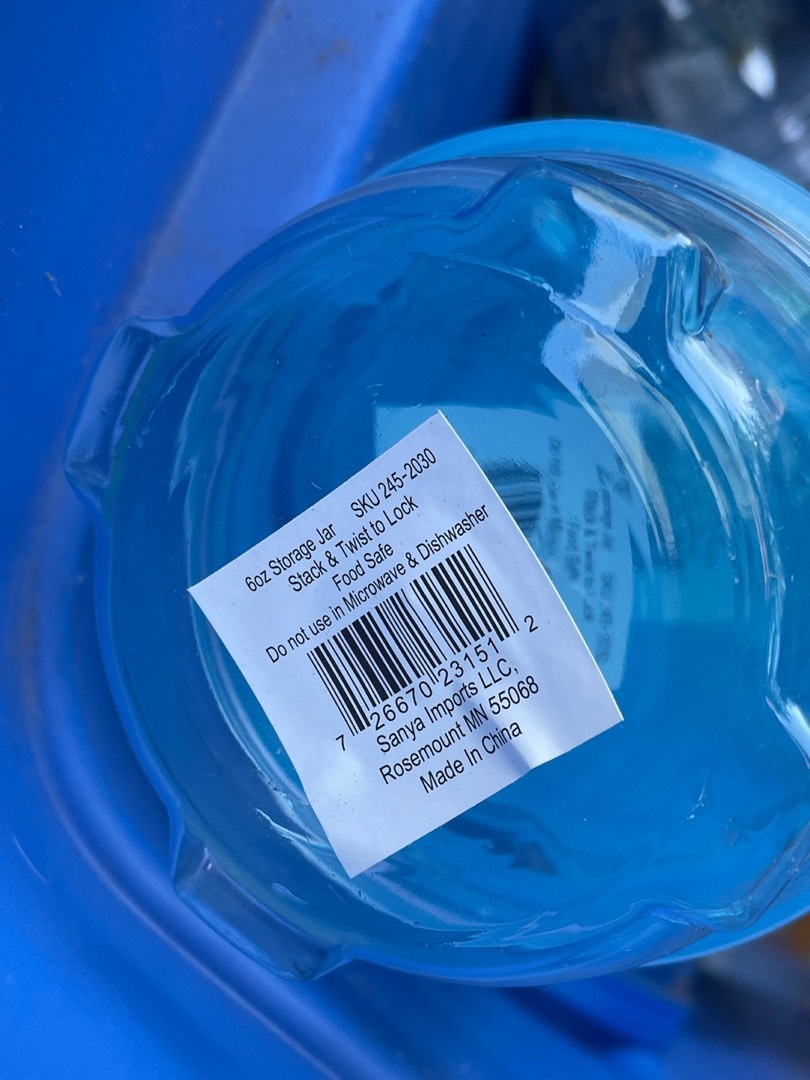 6oz Storage Jar SKU 245-2030
Stack & Twist to Lock
Food Safe
Do not use in Microwave & Dishwasher
7 26670 23151 2
Sanya Imports LLC,
Rosemount MN 55068
Made In China